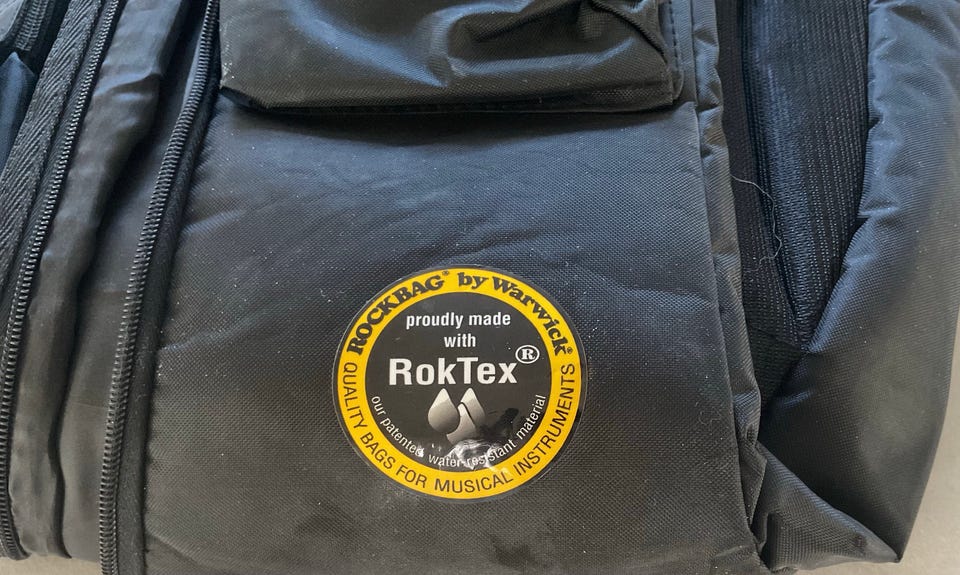 ROCKBAG® by Warwick®
proudly made
with
RokTex®
our patented water-resistant material
QUALITY BAGS FOR MUSICAL INSTRUMENTS